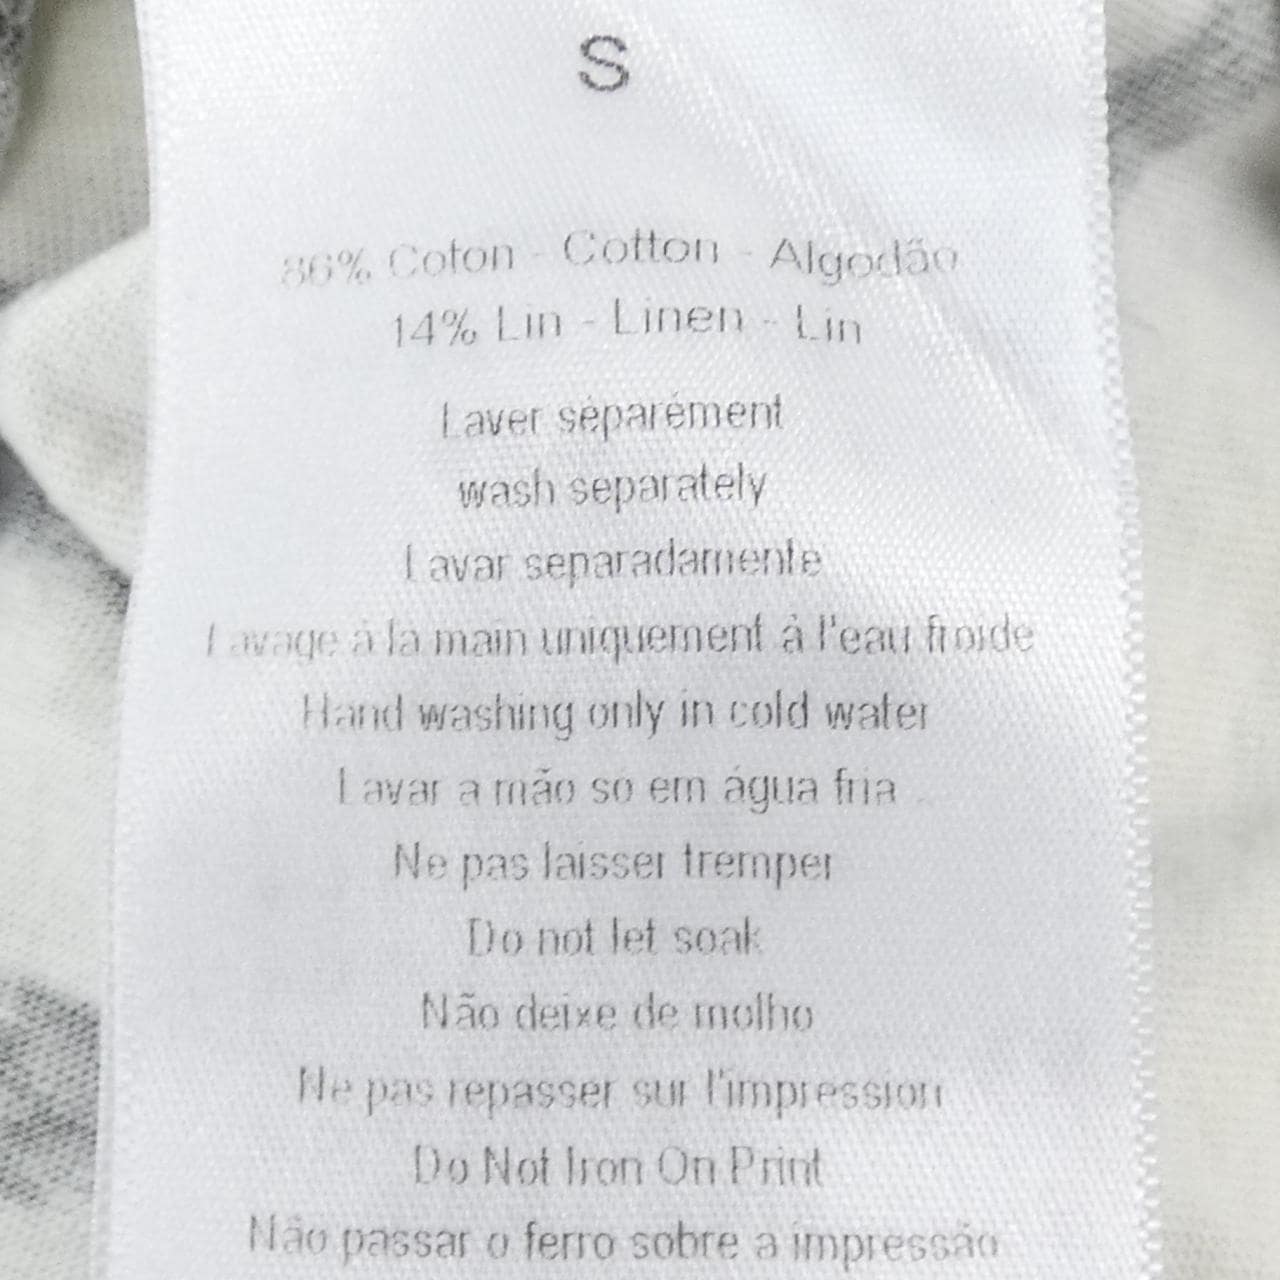 S
86% Coton - Cotton - Algodão
14% Lin - Linen - Lin
Laver séparément
wash separately
Lavar separadamente
Lavage à la main uniquement à l'eau froide
Hand washing only in cold water
Lavar a mão so em água fria
Ne pas laisser tremper
Do not let soak
Não deixe de molho
Ne pas repasser sur l'impression
Do Not Iron On Print
Não passar o ferro sobre a impressão